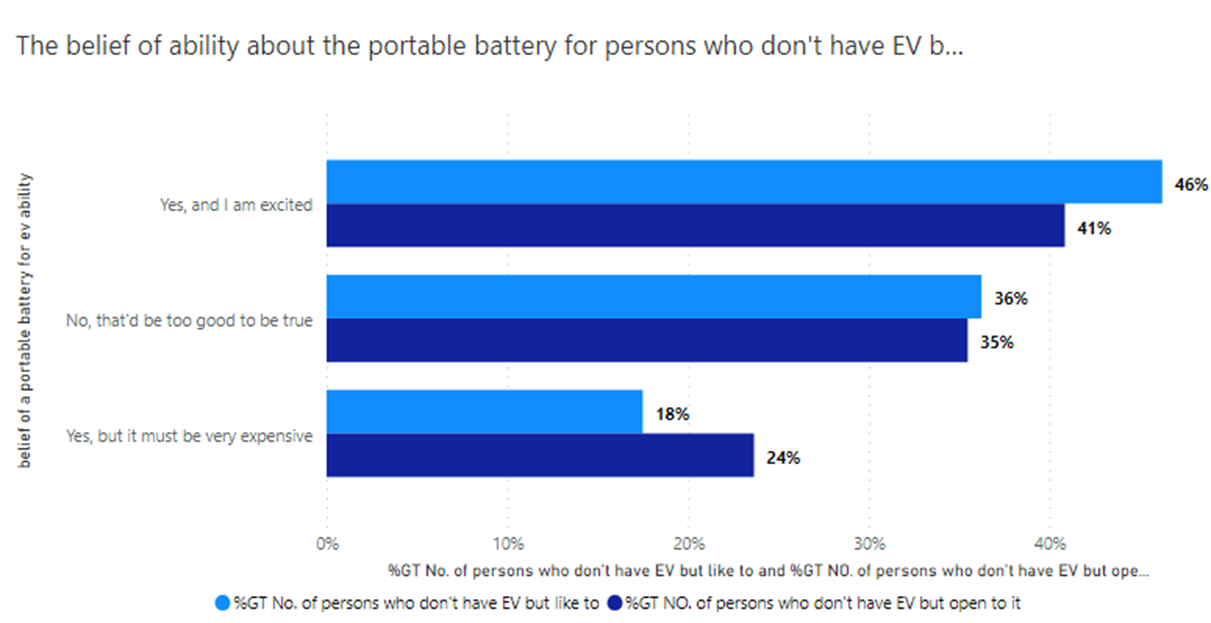 The belief of ability about the portable battery for persons who don't have EV b...
belief of a portable battery for ev ability
Yes, and I am excited
46%
41%
No, that'd be too good to be true
36%
35%
Yes, but it must be very expensive
18%
24%
0% 10% 20% 30% 40%
%GT No. of persons who don't have EV but like to and %GT NO. of persons who don't have EV but ope...
%GT No. of persons who don't have EV but like to %GT NO. of persons who don't have EV but open to it